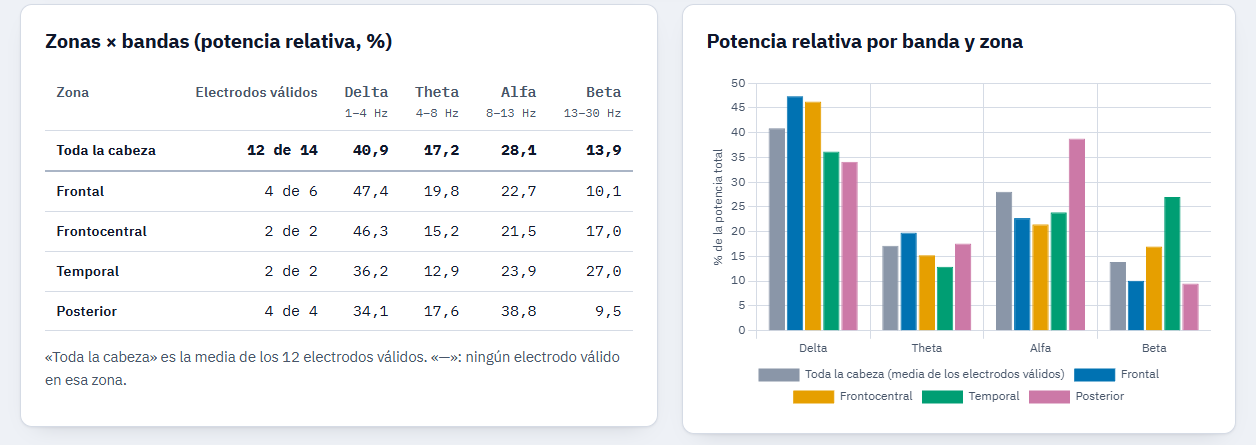 Zonas × bandas (potencia relativa, %)
Zona Electrodos válidos Delta Theta Alfa Beta
1–4 Hz 4–8 Hz 8–13 Hz 13–30 Hz
Toda la cabeza 12 de 14 40,9 17,2 28,1 13,9
Frontal 4 de 6 47,4 19,8 22,7 10,1
Frontocentral 2 de 2 46,3 15,2 21,5 17,0
Temporal 2 de 2 36,2 12,9 23,9 27,0
Posterior 4 de 4 34,1 17,6 38,8 9,5
«Toda la cabeza» es la media de los 12 electrodos válidos. «—»: ningún electrodo válido
en esa zona.
Potencia relativa por banda y zona
% de la potencia total
50
45
40
35
30
25
20
15
10
5
0
Delta Theta Alfa Beta
Toda la cabeza (media de los electrodos válidos) Frontal
Frontocentral Temporal Posterior